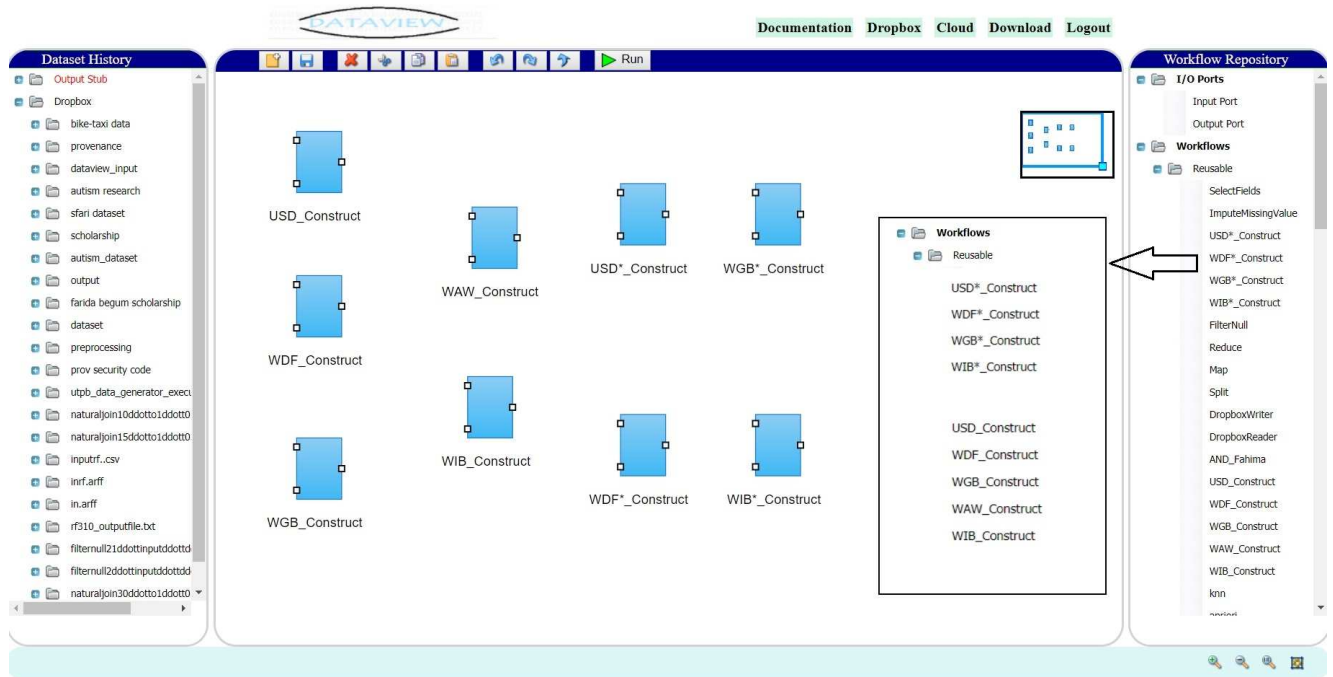 DATAVIEW
Documentation Dropbox Cloud Download Logout
Dataset History
Output Stub
Dropbox
bike-taxi data
provenance
dataview_input
autism research
sfari dataset
scholarship
autism_dataset
output
farida begum scholarship
dataset
preprocessing
prov security code
utpb_data_generator_execu
naturaljoin10ddotto1ddott0
naturaljoin15ddotto1ddott0
inputrf..csv
inrf.arff
in.arff
rf310_outputfile.txt
filternull21ddottinputddottd
filternull2ddottinputddottdd
naturaljoin30ddotto1ddott0
Run
USD_Construct
WDF_Construct
WGB_Construct
WAW_Construct
WIB_Construct
USD*_Construct
WGB*_Construct
WDF*_Construct
WIB*_Construct
Workflows
Reusable
USD*_Construct
WDF*_Construct
WGB*_Construct
WIB*_Construct
USD_Construct
WDF_Construct
WGB_Construct
WAW_Construct
WIB_Construct
Workflow Repository
I/O Ports
Input Port
Output Port
Workflows
Reusable
SelectFields
ImputeMissingValue
USD*_Construct
WDF*_Construct
WGB*_Construct
WIB*_Construct
FilterNull
Reduce
Map
Split
DropboxWriter
DropboxReader
AND_Fahima
USD_Construct
WDF_Construct
WGB_Construct
WAW_Construct
WIB_Construct
knn